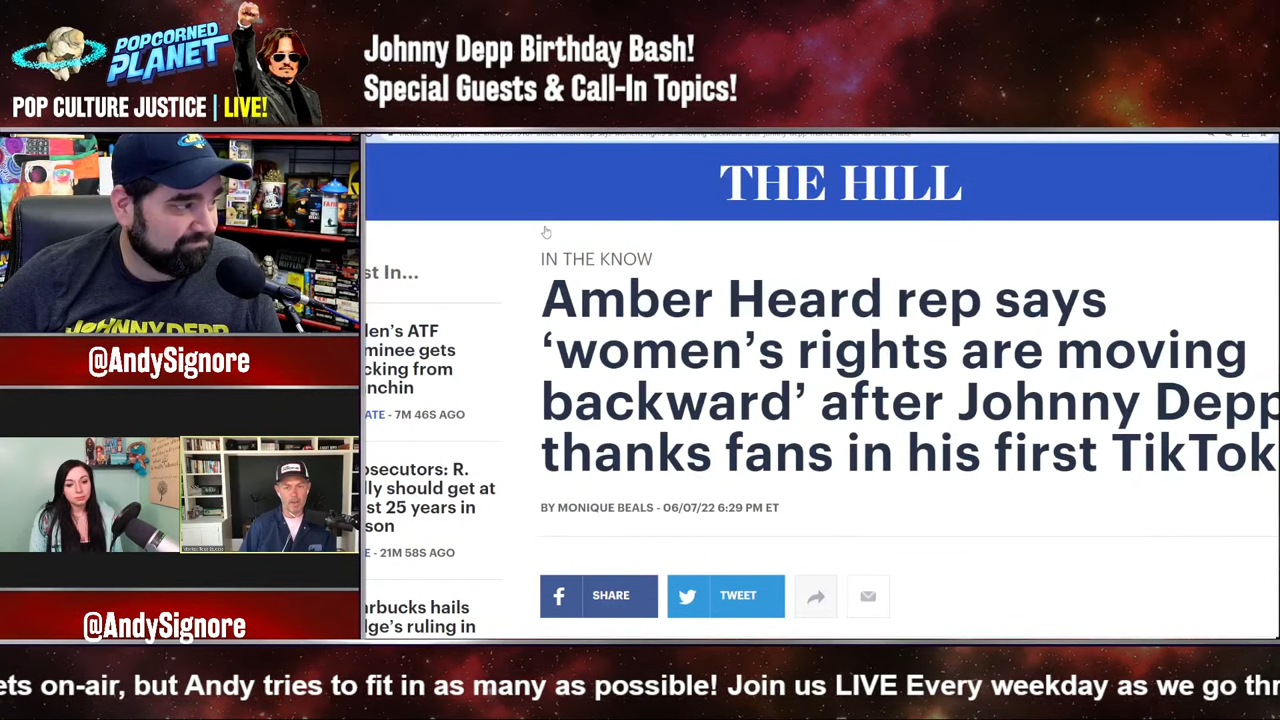 POPCORNED
PLANET
POP CULTURE JUSTICE | LIVE!
Johnny Depp Birthday Bash!
Special Guests & Call-In Topics!
JOHNNY DEPP
@AndySignore
@AndySignore
THE HILL
st In...
len's ATF
minee gets
cking from
nchin
ATE - 7M 46S AGO
osecutors: R.
lly should get at
st 25 years in
son
E - 21M 58S AGO
arbucks hails
dge's ruling in
IN THE KNOW
Amber Heard rep says
‘women’s rights are moving
backward’ after Johnny Depp
thanks fans in his first TikTok
BY MONIQUE BEALS - 06/07/22 6:29 PM ET
SHARE
TWEET
ets on-air, but Andy tries to fit in as many as possible! Join us LIVE Every weekday as we go thr